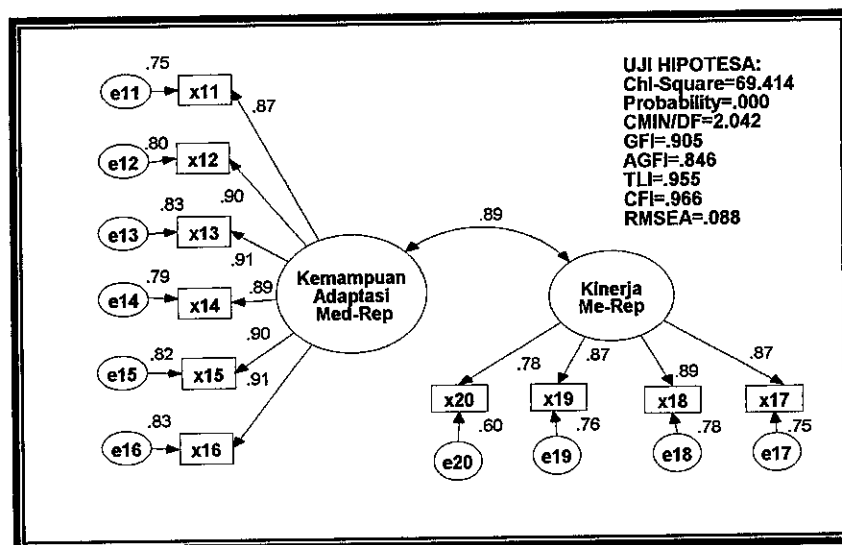 UJI HIPOTESA:
Chi-Square=69.414
Probability=.000
CMIN/DF=2.042
GFI=.905
AGFI=.846
TLI=.955
CFI=.966
RMSEA=.088
.75
e11 x11
.87
.80
e12 x12
.90
.83
e13 x13
.91
.79
e14 x14
.89
.82
e15 x15
.90
.83
e16 x16
.91
Kemampuan
Adaptasi
Med-Rep
.89
Kinerja
Me-Rep
.78 .87 .89 .87
x20 x19 x18 x17
.60 .76 .78 .75
e20 e19 e18 e17